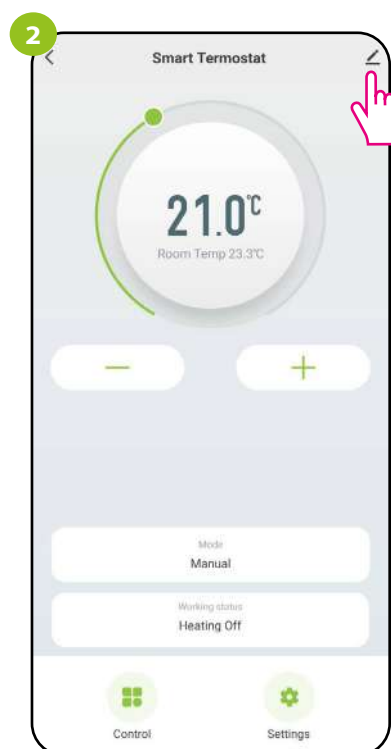 2
Smart Termostat
21.0°C
Room Temp 23.3°C
Mode
Manual
Working status
Heating Off
Control
Settings